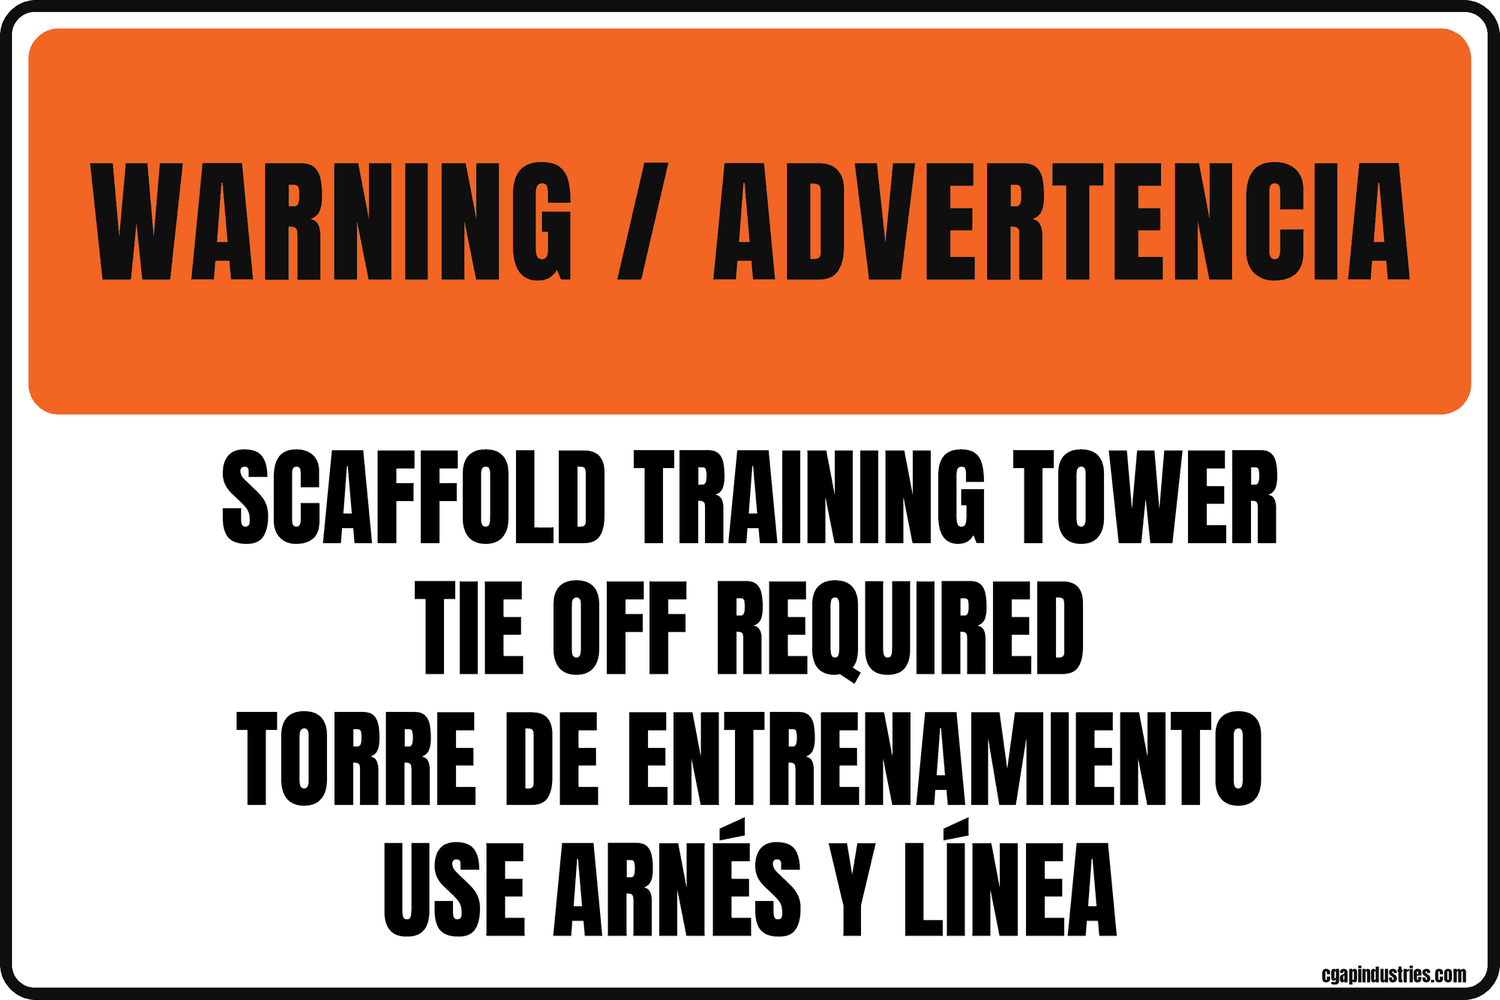 WARNING / ADVERTENCIA
SCAFFOLD TRAINING TOWER
TIE OFF REQUIRED
TORRE DE ENTRENAMIENTO
USE ARNÉS Y LÍNEA
cgapindustries.com